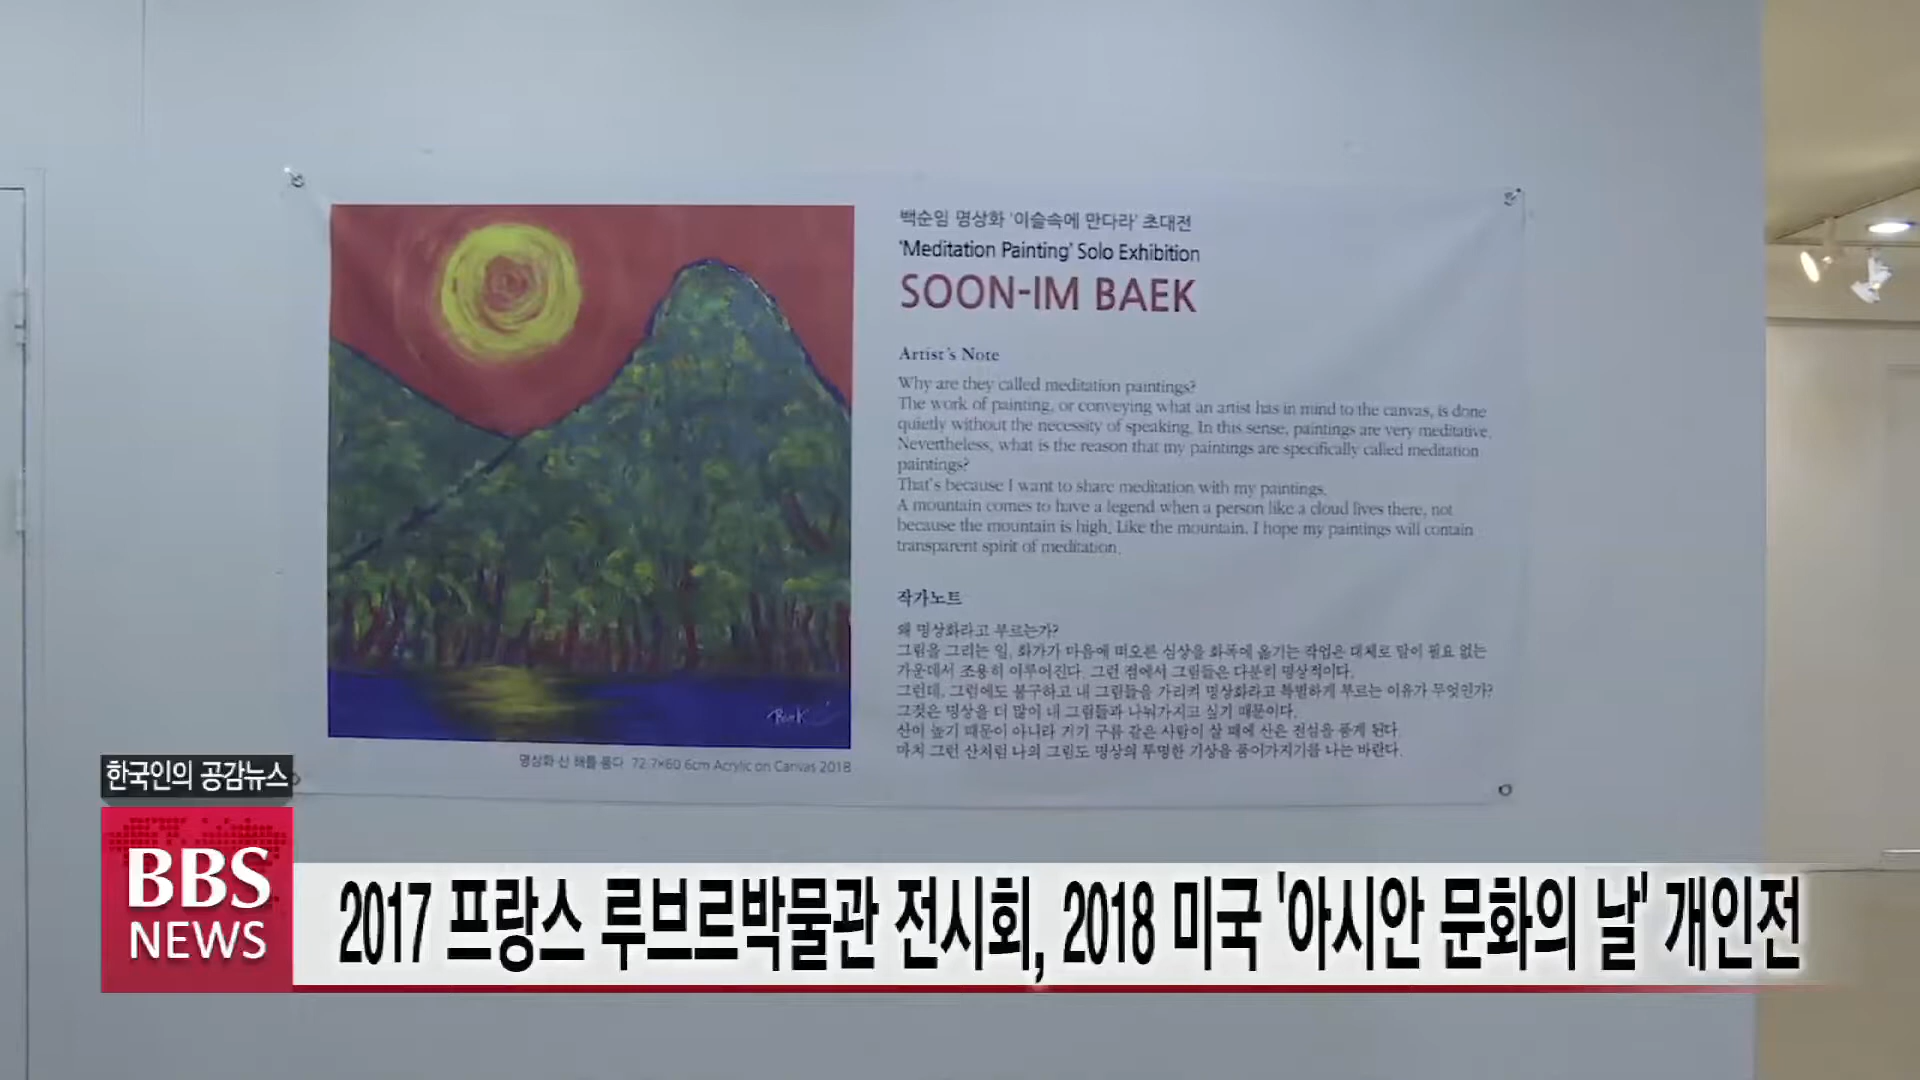 백순임 명상화 '이슬속에 만다라' 초대전
'Meditation Painting' Solo Exhibition
SOON-IM BAEK
Artist's Note
Why are they called meditation paintings?
The work of painting, or conveying what an artist has in mind to the canvas, is done
quietly without the necessity of speaking. In this sense, paintings are very meditative.
Nevertheless, what is the reason that my paintings are specifically called meditation
paintings?
That's because I want to share meditation with my paintings.
A mountain comes to have a legend when a person like a cloud lives there, not
because the mountain is high. Like the mountain. I hope my paintings will contain
transparent spirit of meditation.
작가노트
왜 명상화라고 부르는가?
그림을 그리는 일, 화가가 마음에 떠오른 심상을 화폭에 옮기는 작업은 대체로 말이 필요 없는
가운데서 조용히 이루어진다. 그런 점에서 그림들은 다분히 명상적이다.
그런데, 그럼에도 불구하고 내 그림들을 가리켜 명상화라고 특별하게 부르는 이유가 무엇인가?
그것은 명상을 더 많이 내 그림들과 나눠가지고 싶기 때문이다.
산이 높기 때문이 아니라 거기 구름 같은 사람이 살 때에 산은 전설을 품게 된다
마치 그런 산처럼 나의 그림도 명상의 투명한 기상을 품어가지기를 나는 바란다.
Baek
명상화 산 해를 품다 72.7×60.6cm Acrylic on Canvas 2018
한국인의 공감뉴스
BBS
NEWS
2017 프랑스 루브르박물관 전시회, 2018 미국 '아시안 문화의 날' 개인전